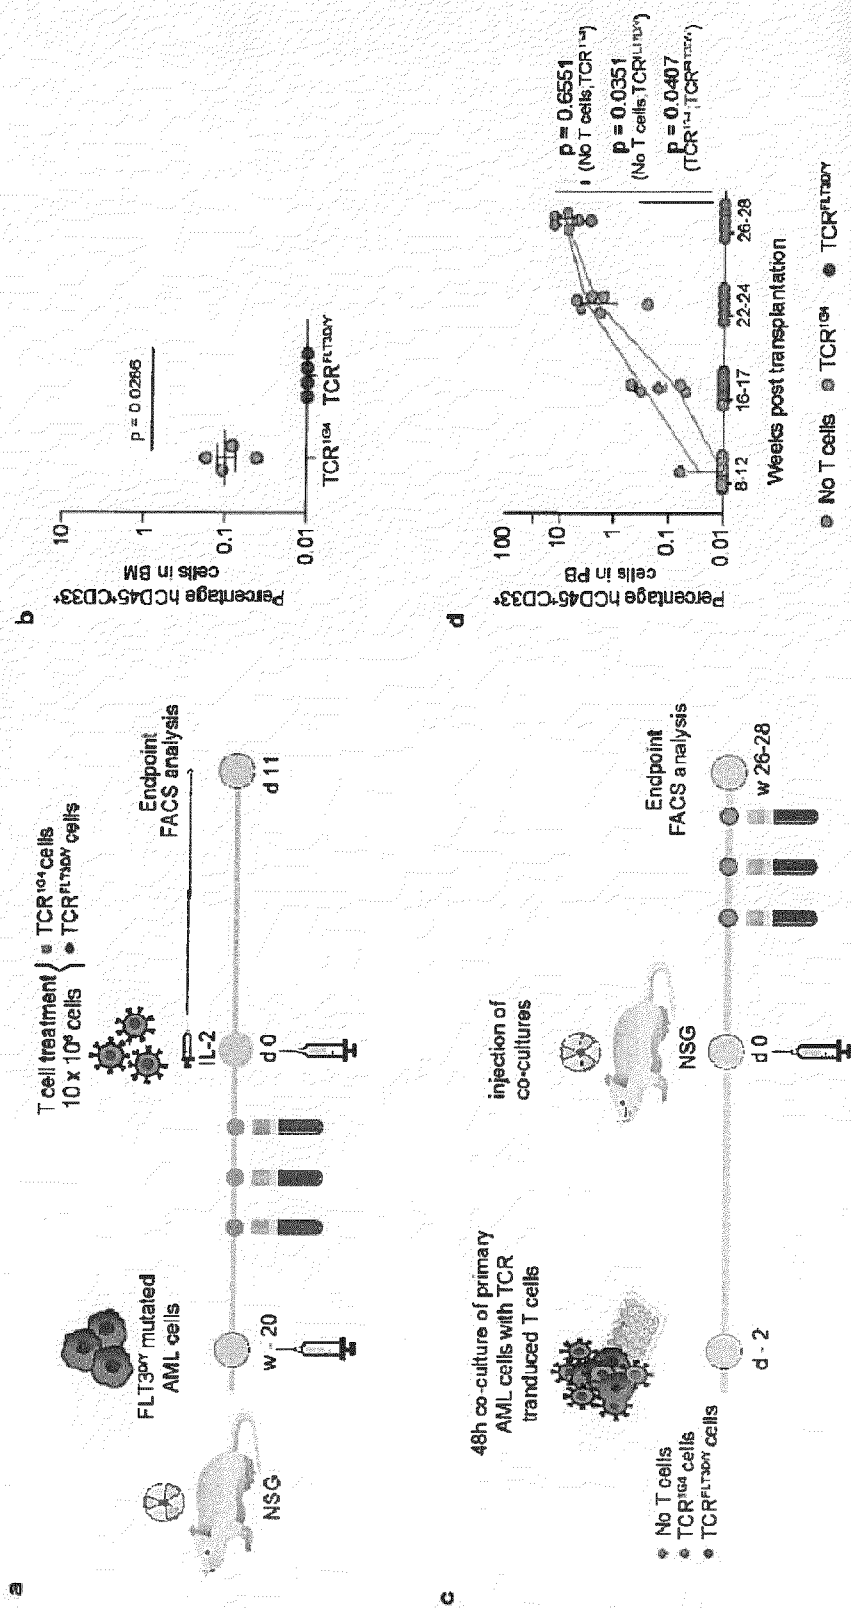 a
NSG
FLT3ᴰ/ʸ mutated
AML cells
w - 20
T cell treatment
10 x 10⁶ cells
TCR¹ᴳ⁴ cells
TCRᶠᴸᵀ³ᴰ/ʸ cells
IL-2
d 0
Endpoint
FACS analysis
d 11
b
Percentage hCD45⁺CD33⁺
cells in BM
10
1
0.1
0.01
p = 0.0286
TCR¹ᴳ⁴
TCRᶠᴸᵀ³ᴰ/ʸ
c
No T cells
TCR¹ᴳ⁴ cells
TCRᶠᴸᵀ³ᴰ/ʸ cells
48h co-culture of primary
AML cells with TCR
tranduced T cells
d - 2
injection of
co-cultures
NSG
d 0
Endpoint
FACS analysis
w 26-28
d
Percentage hCD45⁺CD33⁺
cells in PB
100
10
1
0.1
0.01
8-12
16-17
22-24
26-28
Weeks post transplantation
p = 0.6551
(No T cells,TCR¹ᴳ⁴)
p = 0.0351
(No T cells,TCRᶠᴸᵀ³ᴰ/ʸ)
p = 0.0407
(TCR¹ᴳ⁴,TCRᶠᴸᵀ³ᴰ/ʸ)
No T cells
TCR¹ᴳ⁴
TCRᶠᴸᵀ³ᴰ/ʸ